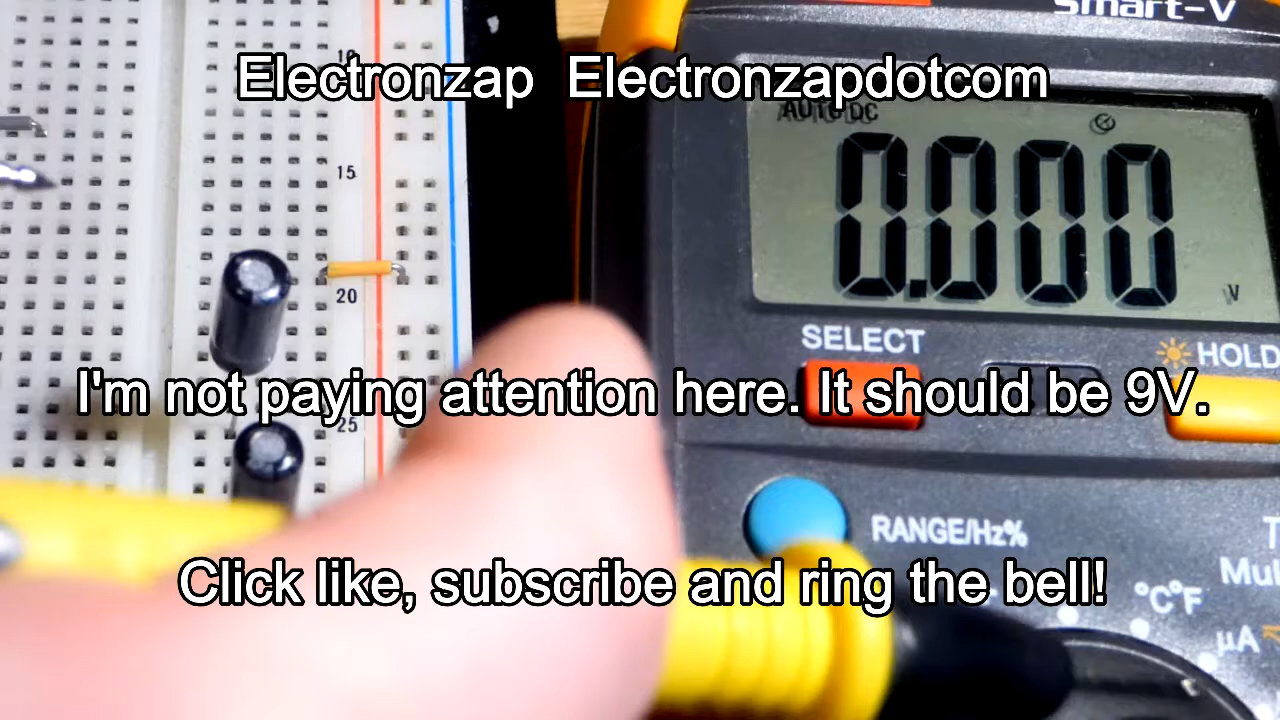 Smart-V
10
Electronzap  Electronzapdotcom
AUTO DC
15
0.000
V
20
SELECT
HOLD
I'm not paying attention here. It should be 9V.
25
RANGE/Hz%
Click like, subscribe and ring the bell!
°C°F
µA